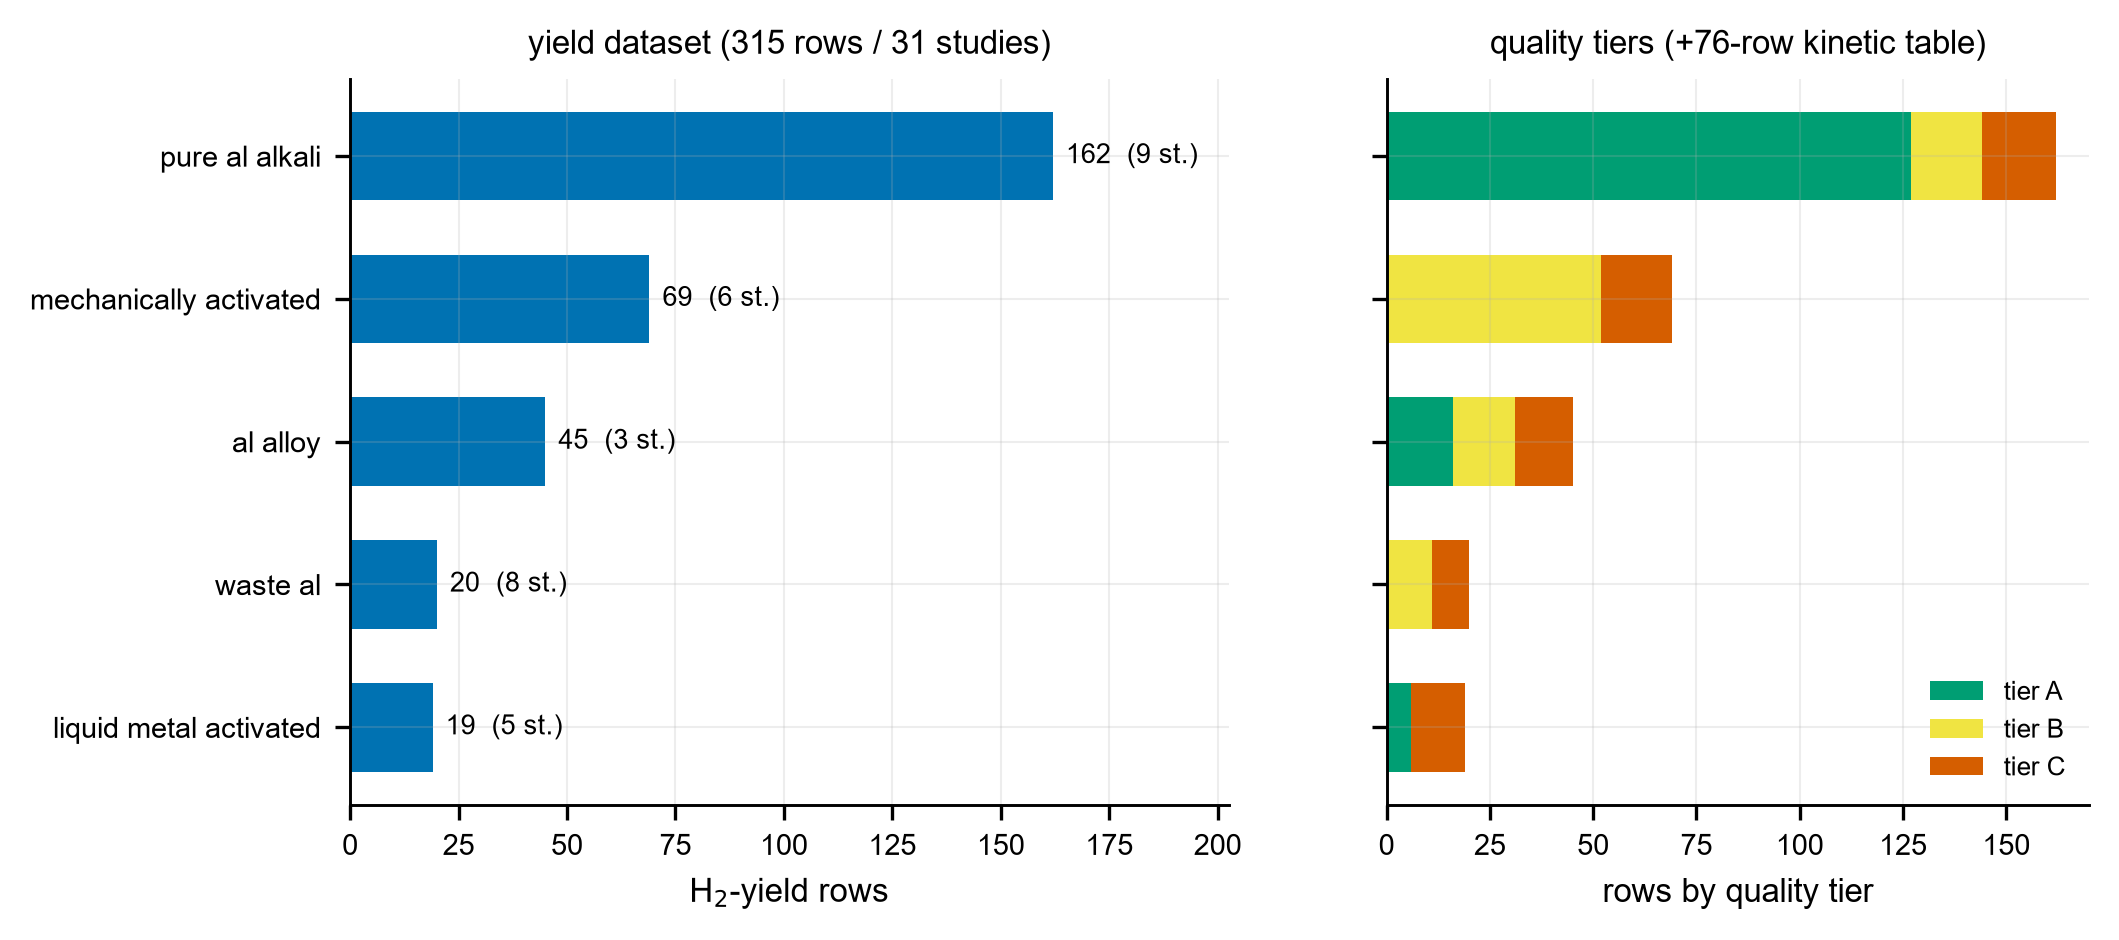 yield dataset (315 rows / 31 studies)
pure al alkali
162 (9 st.)
mechanically activated
69 (6 st.)
al alloy
45 (3 st.)
waste al
20 (8 st.)
liquid metal activated
19 (5 st.)
0 25 50 75 100 125 150 175 200
H₂-yield rows
quality tiers (+76-row kinetic table)
tier A
tier B
tier C
0 25 50 75 100 125 150
rows by quality tier